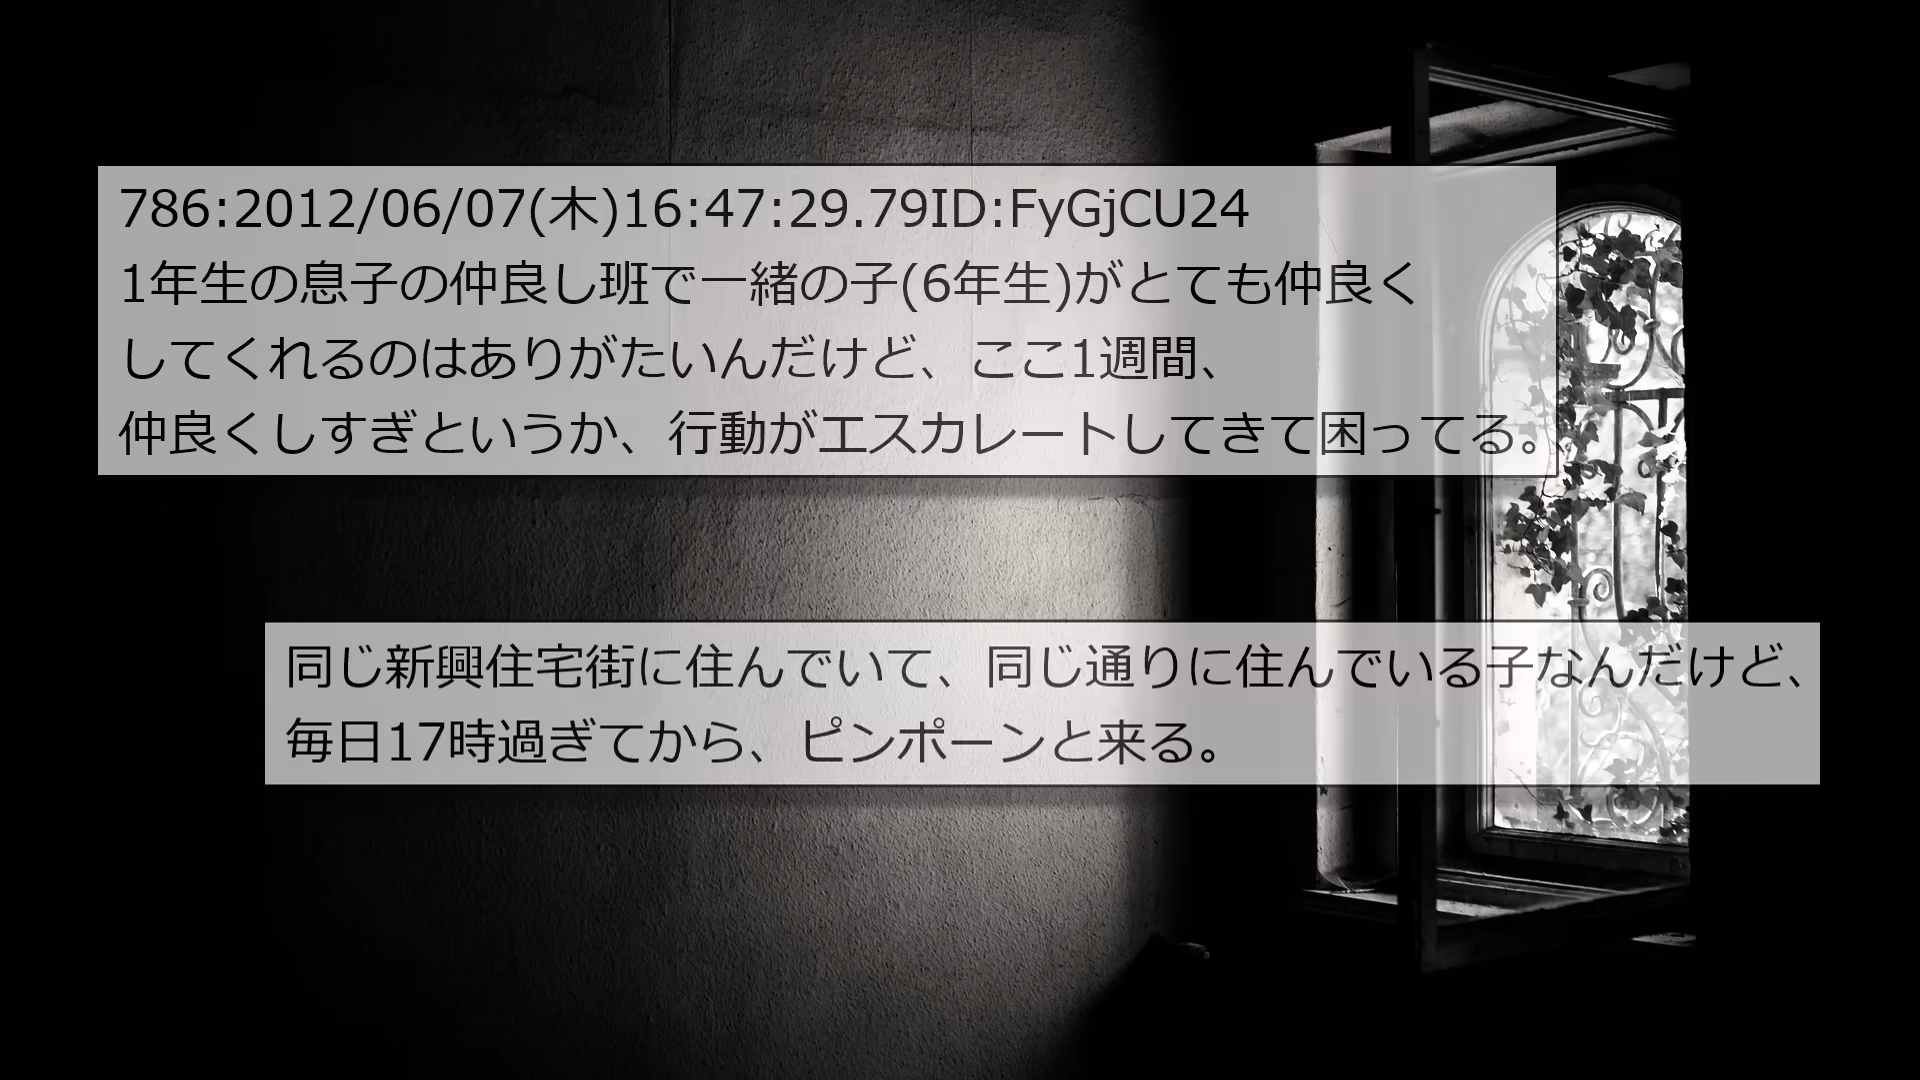 786:2012/06/07(木)16:47:29.79ID:FyGjCU24
1年生の息子の仲良し班で一緒の子(6年生)がとても仲良く
してくれるのはありがたいんだけど、ここ1週間、
仲良くしすぎというか、行動がエスカレートしてきて困ってる。
同じ新興住宅街に住んでいて、同じ通りに住んでいる子なんだけど、
毎日17時過ぎてから、ピンポーンと来る。